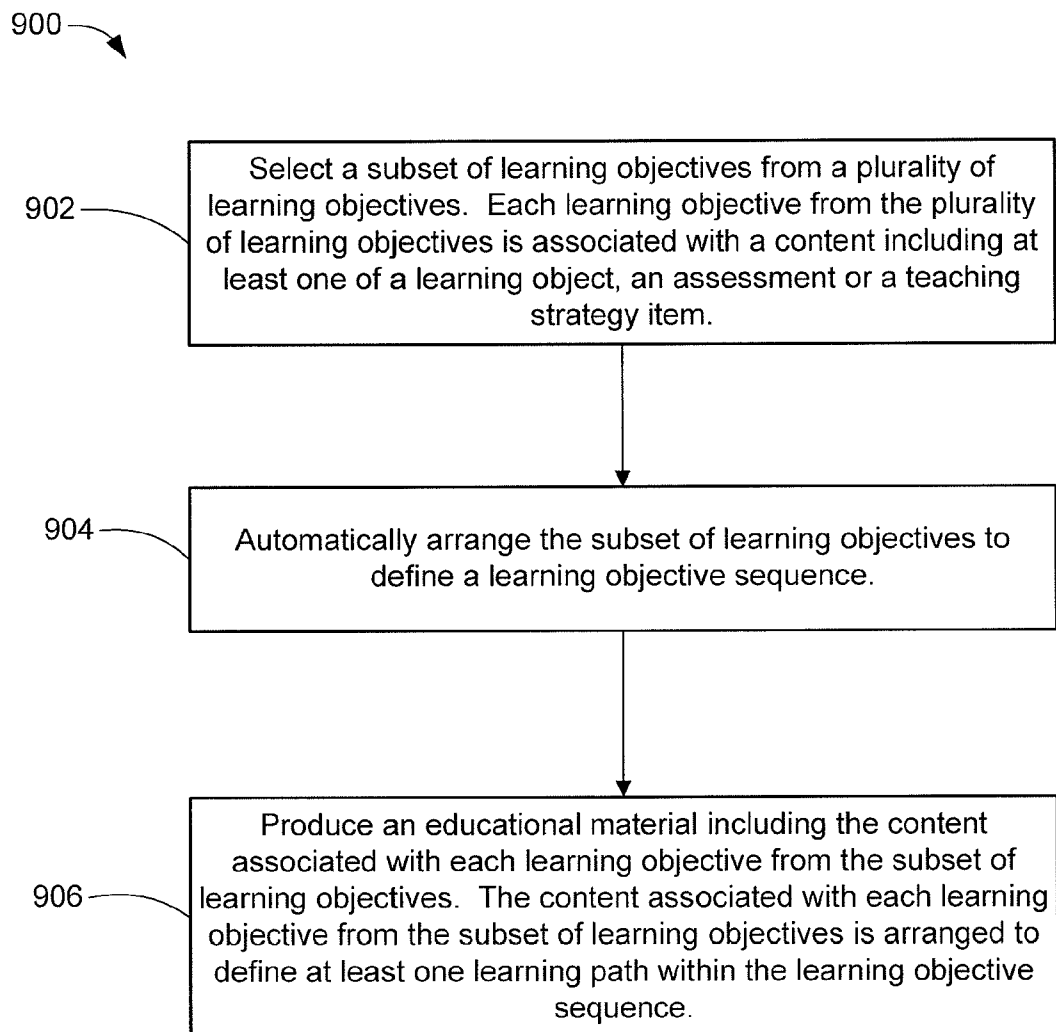 900
902
Select a subset of learning objectives from a plurality of
learning objectives.  Each learning objective from the plurality
of learning objectives is associated with a content including at
least one of a learning object, an assessment or a teaching
strategy item.
904
Automatically arrange the subset of learning objectives to
define a learning objective sequence.
906
Produce an educational material including the content
associated with each learning objective from the subset of
learning objectives.  The content associated with each learning
objective from the subset of learning objectives is arranged to
define at least one learning path within the learning objective
sequence.